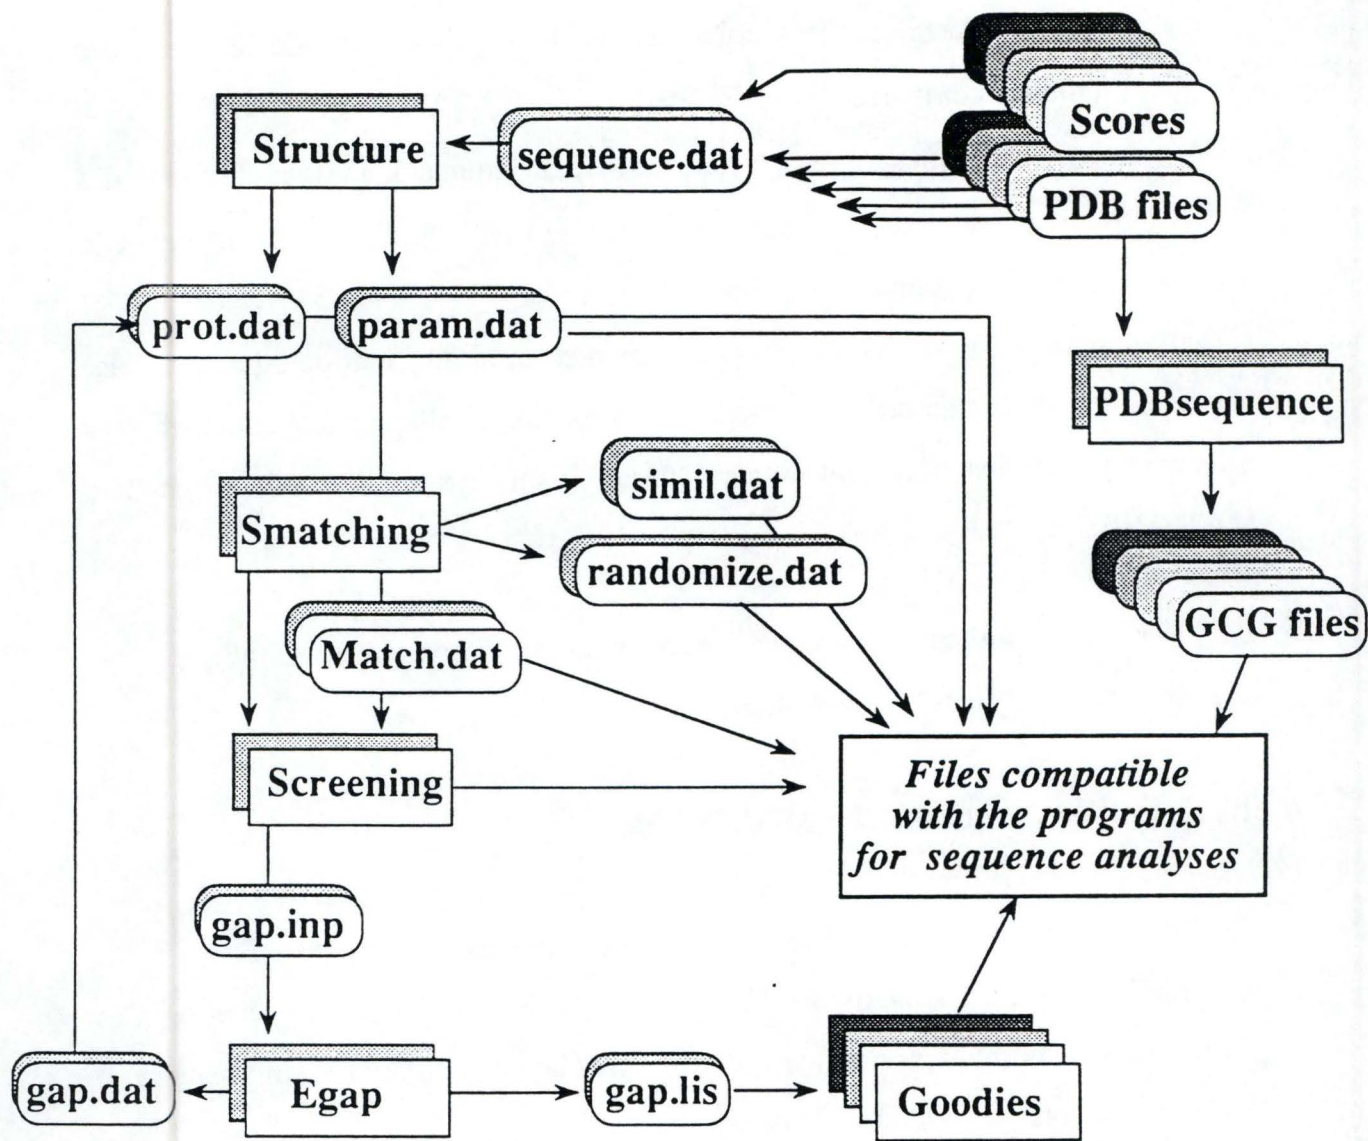 Scores
Structure
sequence.dat
PDB files
prot.dat
param.dat
PDBsequence
simil.dat
Smatching
randomize.dat
GCG files
Match.dat
Screening
Files compatible
with the programs
for sequence analyses
gap.inp
gap.dat
Egap
gap.lis
Goodies